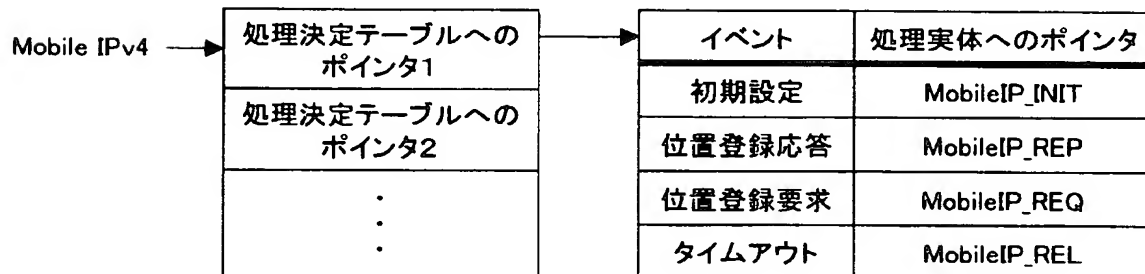 Mobile IPv4
処理決定テーブルへの
ポインタ1
処理決定テーブルへの
ポインタ2
・
・
・
イベント 処理実体へのポインタ
初期設定 MobileIP_INIT
位置登録応答 MobileIP_REP
位置登録要求 MobileIP_REQ
タイムアウト MobileIP_REL